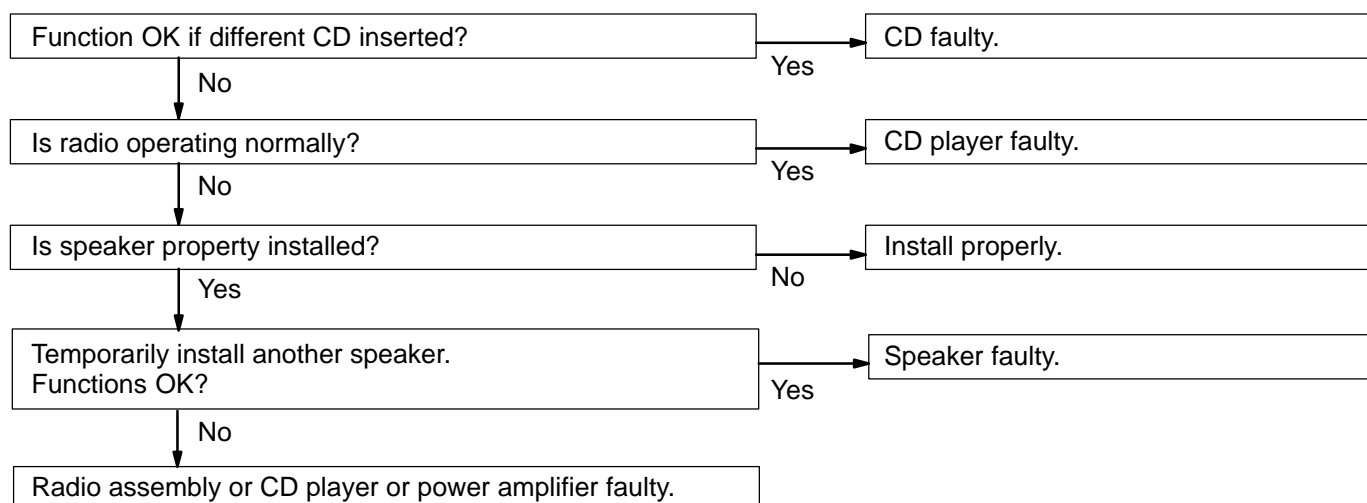 Function OK if different CD inserted?
Yes
CD faulty.
No
Is radio operating normally?
Yes
CD player faulty.
No
Is speaker property installed?
No
Install properly.
Yes
Temporarily install another speaker.
Functions OK?
Yes
Speaker faulty.
No
Radio assembly or CD player or power amplifier faulty.